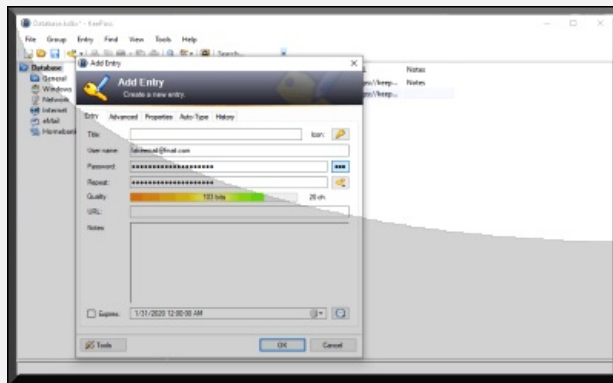 Database.kdbx* - KeePass
File Group Entry Find View Tools Help
Search...
Database
General
Windows
Network
Internet
eMail
Homebanki
Notes
Notes
Add Entry
Add Entry
Create a new entry.
Entry Advanced Properties Auto-Type History
Title:
Icon:
User name:
Password:
Repeat:
Quality:
103 bits
20 ch
URL:
Notes:
Expires:
1/31/2020 12:00:00 AM
Tools
OK
Cancel